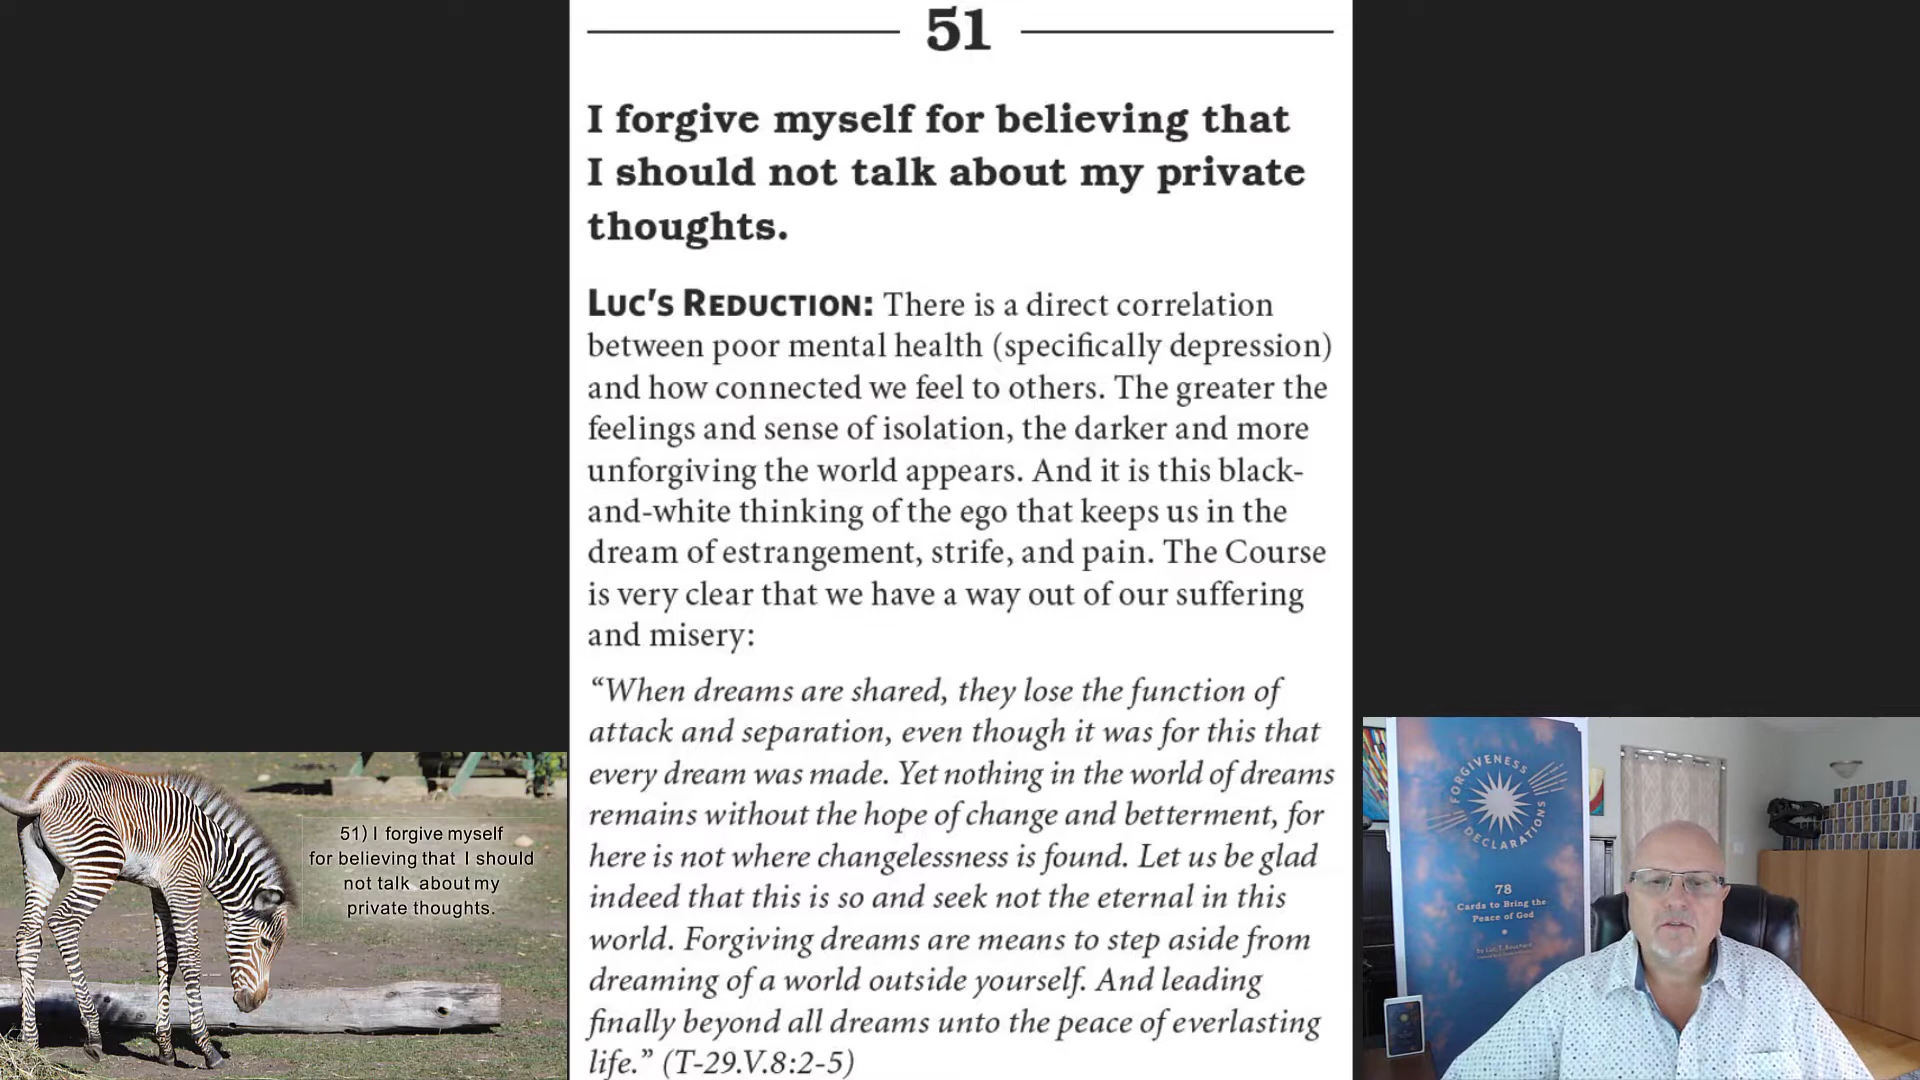 51
I forgive myself for believing that
I should not talk about my private
thoughts.
LUC'S REDUCTION: There is a direct correlation
between poor mental health (specifically depression)
and how connected we feel to others. The greater the
feelings and sense of isolation, the darker and more
unforgiving the world appears. And it is this black-
and-white thinking of the ego that keeps us in the
dream of estrangement, strife, and pain. The Course
is very clear that we have a way out of our suffering
and misery:
“When dreams are shared, they lose the function of
attack and separation, even though it was for this that
every dream was made. Yet nothing in the world of dreams
remains without the hope of change and betterment, for
here is not where changelessness is found. Let us be glad
indeed that this is so and seek not the eternal in this
world. Forgiving dreams are means to step aside from
dreaming of a world outside yourself. And leading
finally beyond all dreams unto the peace of everlasting
life.” (T-29.V.8:2-5)
51) I forgive myself
for believing that I should
not talk about my
private thoughts.
FORGIVENESS
DECLARATIONS
78
Cards to Bring the
Peace of God